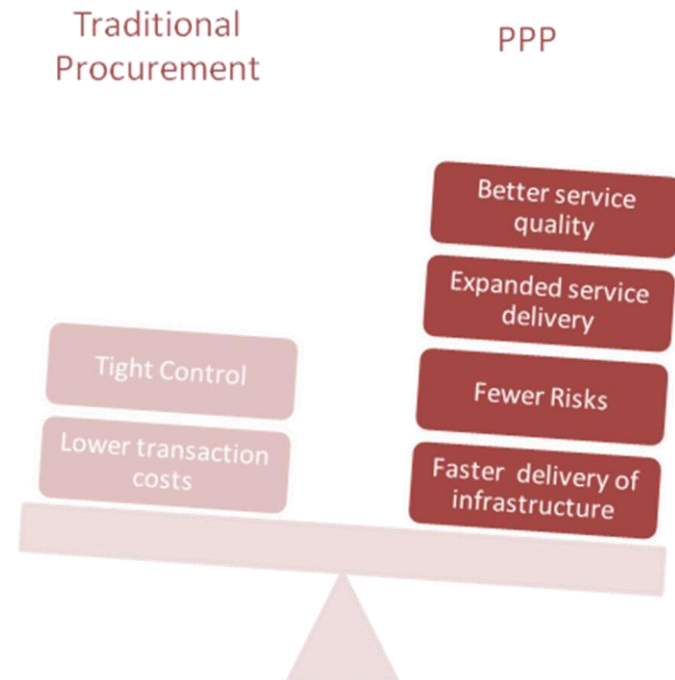 Traditional
Procurement
PPP
Better service
quality
Expanded service
delivery
Fewer Risks
Faster delivery of
infrastructure
Tight Control
Lower transaction
costs